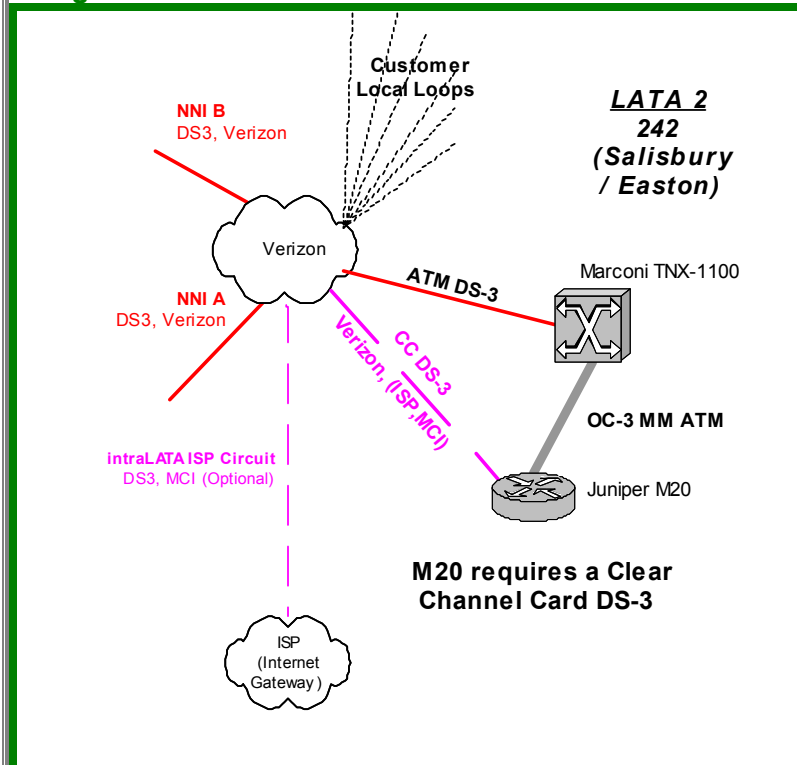 Customer
Local Loops
LATA 2
242
(Salisbury
/ Easton)
NNI B
DS3, Verizon
Verizon
Marconi TNX-1100
ATM DS-3
NNI A
DS3, Verizon
CC DS-3
Verizon, (ISP,MCI)
OC-3 MM ATM
intraLATA ISP Circuit
DS3, MCI (Optional)
Juniper M20
M20 requires a Clear
Channel Card DS-3
ISP
(Internet
Gateway)